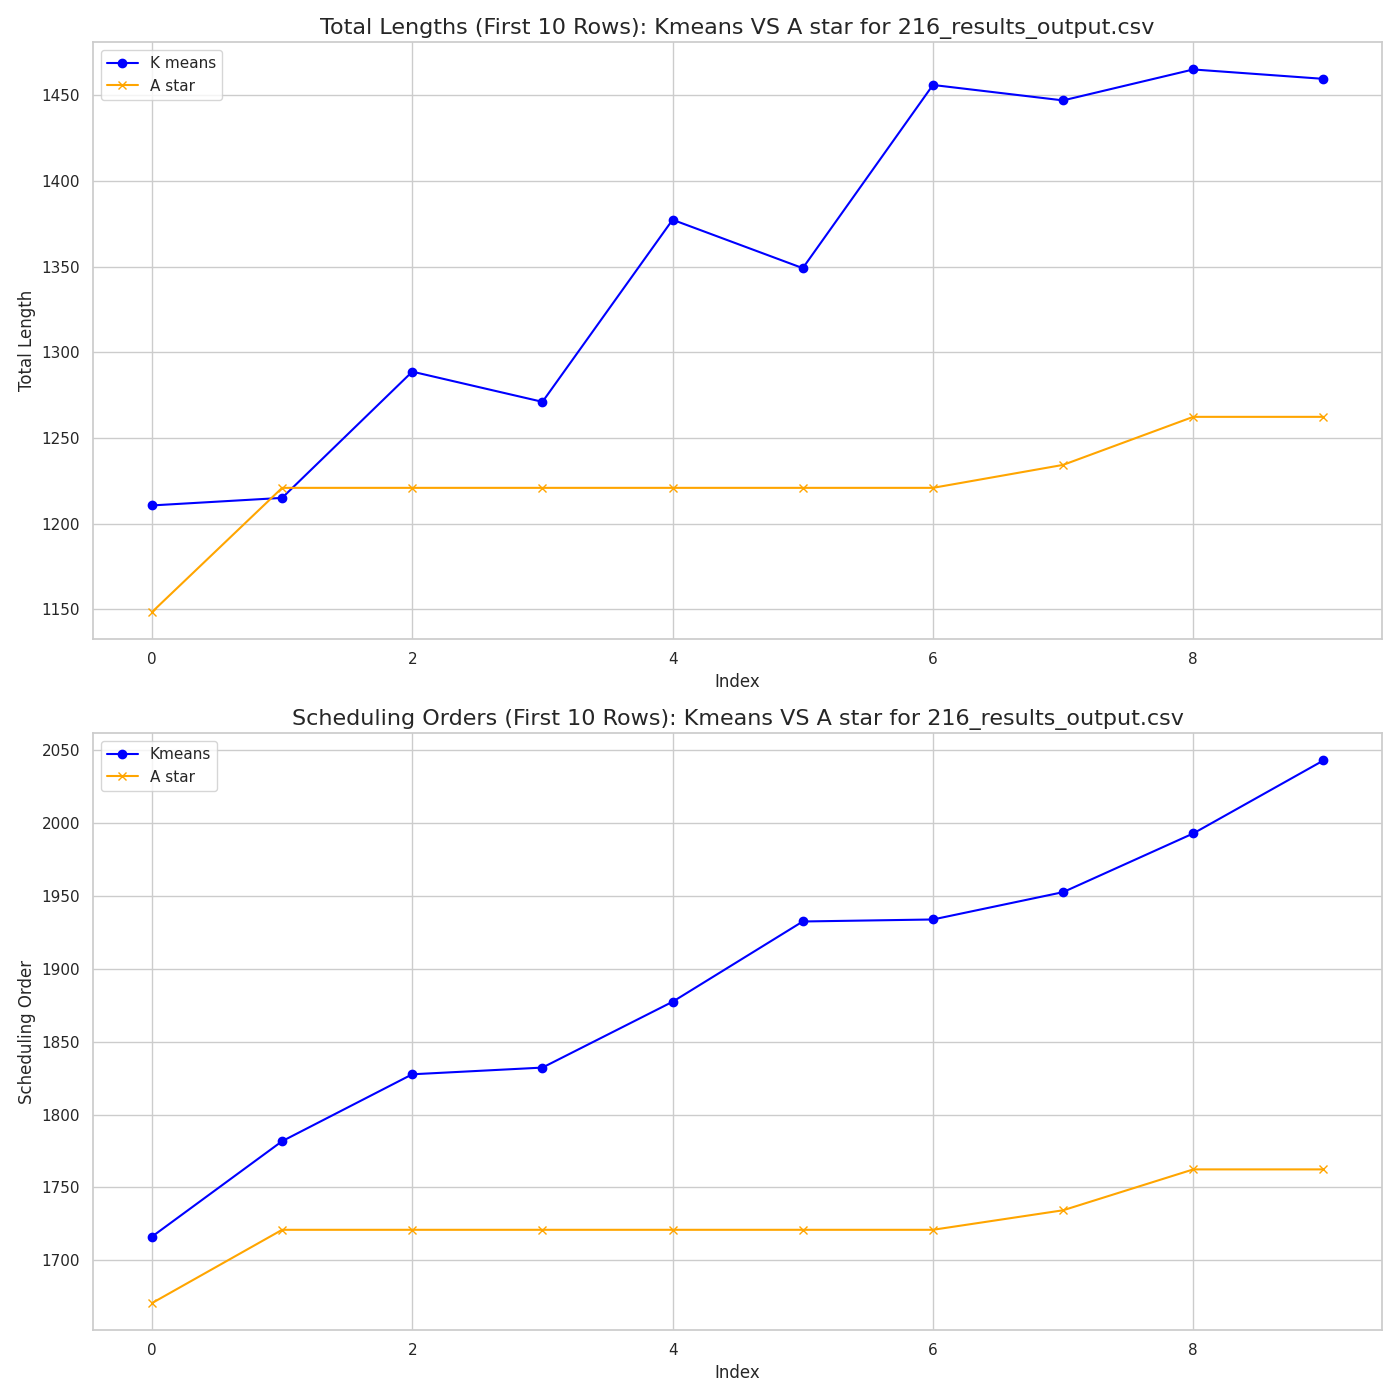 Total Lengths (First 10 Rows): Kmeans VS A star for 216_results_output.csv
K means
A star
1450
1400
1350
1300
1250
1200
1150
Total Length
0 2 4 6 8
Index
Scheduling Orders (First 10 Rows): Kmeans VS A star for 216_results_output.csv
Kmeans
A star
2050
2000
1950
1900
1850
1800
1750
1700
Scheduling Order
0 2 4 6 8
Index